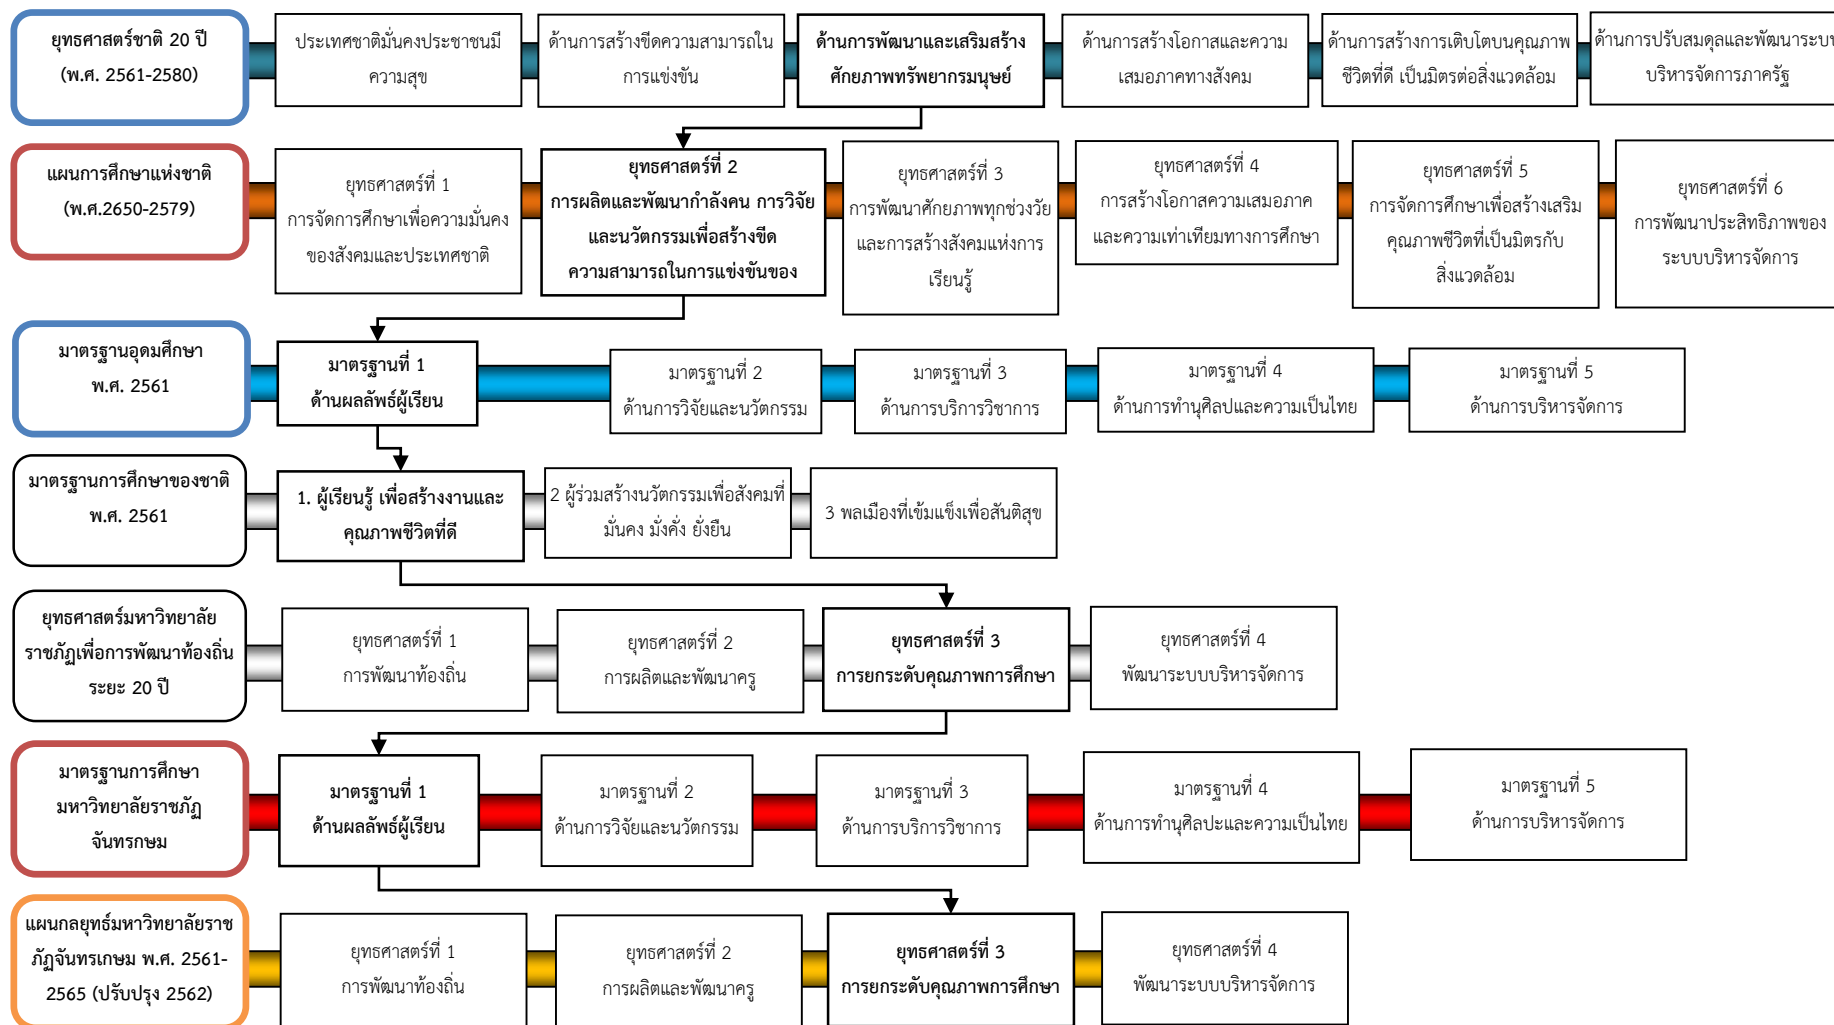 ยุทธศาสตร์ชาติ 20 ปี
(พ.ศ. 2561-2580)
ประเทศชาติมั่นคงประชาชนมี
ความสุข
ด้านการสร้างขีดความสามารถใน
การแข่งขัน
ด้านการพัฒนาและเสริมสร้าง
ศักยภาพทรัพยากรมนุษย์
ด้านการสร้างโอกาสและความ
เสมอภาคทางสังคม
ด้านการสร้างการเติบโตบนคุณภาพ
ชีวิตที่ดี เป็นมิตรต่อสิ่งแวดล้อม
ด้านการปรับสมดุลและพัฒนาระบบ
บริหารจัดการภาครัฐ
แผนการศึกษาแห่งชาติ
(พ.ศ.2650-2579)
ยุทธศาสตร์ที่ 1
การจัดการศึกษาเพื่อความมั่นคง
ของสังคมและประเทศชาติ
ยุทธศาสตร์ที่ 2
การผลิตและพัฒนากำลังคน การวิจัย
และนวัตกรรมเพื่อสร้างขีด
ความสามารถในการแข่งขันของ
ยุทธศาสตร์ที่ 3
การพัฒนาศักยภาพทุกช่วงวัย
และการสร้างสังคมแห่งการ
เรียนรู้
ยุทธศาสตร์ที่ 4
การสร้างโอกาสความเสมอภาค
และความเท่าเทียมทางการศึกษา
ยุทธศาสตร์ที่ 5
การจัดการศึกษาเพื่อสร้างเสริม
คุณภาพชีวิตที่เป็นมิตรกับ
สิ่งแวดล้อม
ยุทธศาสตร์ที่ 6
การพัฒนาประสิทธิภาพของ
ระบบบริหารจัดการ
มาตรฐานอุดมศึกษา
พ.ศ. 2561
มาตรฐานที่ 1
ด้านผลลัพธ์ผู้เรียน
มาตรฐานที่ 2
ด้านการวิจัยและนวัตกรรม
มาตรฐานที่ 3
ด้านการบริการวิชาการ
มาตรฐานที่ 4
ด้านการทำนุศิลปและความเป็นไทย
มาตรฐานที่ 5
ด้านการบริหารจัดการ
มาตรฐานการศึกษาของชาติ
พ.ศ. 2561
1. ผู้เรียนรู้ เพื่อสร้างงานและ
คุณภาพชีวิตที่ดี
2 ผู้ร่วมสร้างนวัตกรรมเพื่อสังคมที่
มั่นคง มั่งคั่ง ยั่งยืน
3 พลเมืองที่เข้มแข็งเพื่อสันติสุข
ยุทธศาสตร์มหาวิทยาลัย
ราชภัฏเพื่อการพัฒนาท้องถิ่น
ระยะ 20 ปี
ยุทธศาสตร์ที่ 1
การพัฒนาท้องถิ่น
ยุทธศาสตร์ที่ 2
การผลิตและพัฒนาครู
ยุทธศาสตร์ที่ 3
การยกระดับคุณภาพการศึกษา
ยุทธศาสตร์ที่ 4
พัฒนาระบบบริหารจัดการ
มาตรฐานการศึกษา
มหาวิทยาลัยราชภัฏ
จันทรกษม
มาตรฐานที่ 1
ด้านผลลัพธ์ผู้เรียน
มาตรฐานที่ 2
ด้านการวิจัยและนวัตกรรม
มาตรฐานที่ 3
ด้านการบริการวิชาการ
มาตรฐานที่ 4
ด้านการทำนุศิลปะและความเป็นไทย
มาตรฐานที่ 5
ด้านการบริหารจัดการ
แผนกลยุทธ์มหาวิทยาลัยราช
ภัฏจันทรเกษม พ.ศ. 2561-
2565 (ปรับปรุง 2562)
ยุทธศาสตร์ที่ 1
การพัฒนาท้องถิ่น
ยุทธศาสตร์ที่ 2
การผลิตและพัฒนาครู
ยุทธศาสตร์ที่ 3
การยกระดับคุณภาพการศึกษา
ยุทธศาสตร์ที่ 4
พัฒนาระบบบริหารจัดการ